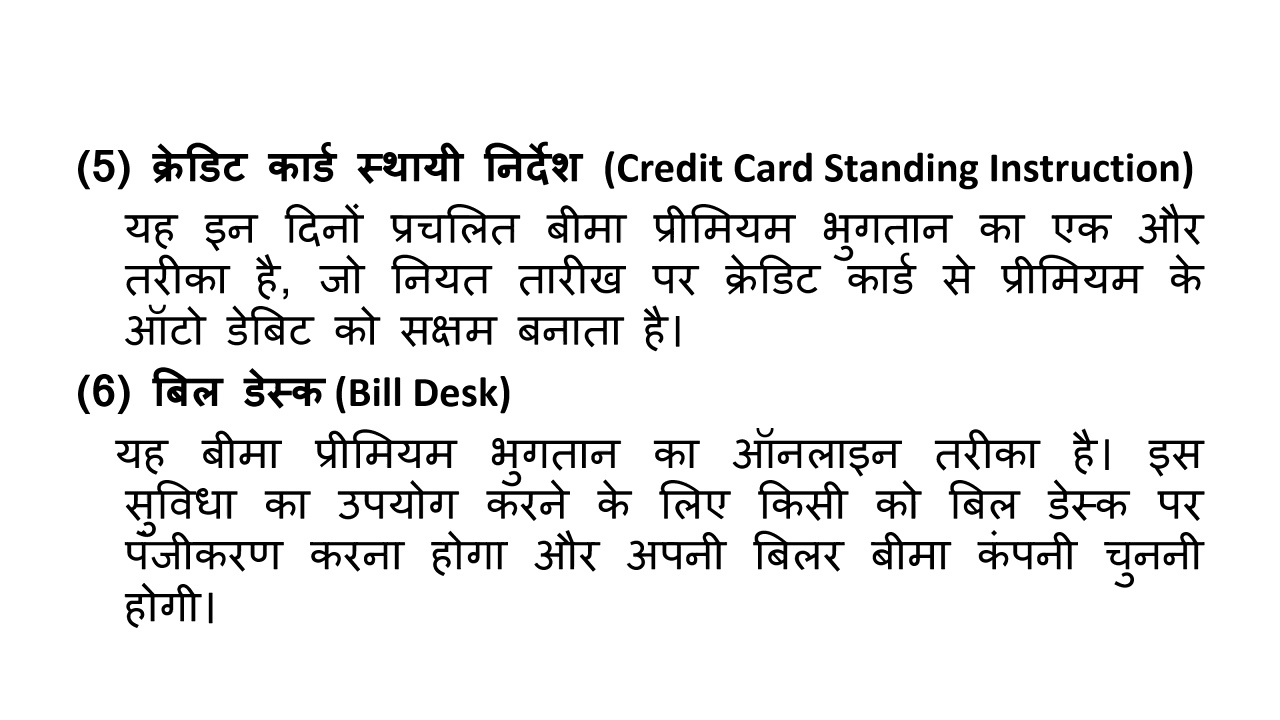 (5) क्रेडिट कार्ड स्थायी निर्देश (Credit Card Standing Instruction)
यह इन दिनों प्रचलित बीमा प्रीमियम भुगतान का एक और
तरीका है, जो नियत तारीख पर क्रेडिट कार्ड से प्रीमियम के
ऑटो डेबिट को सक्षम बनाता है।
(6) बिल डेस्क (Bill Desk)
यह बीमा प्रीमियम भुगतान का ऑनलाइन तरीका है। इस
सुविधा का उपयोग करने के लिए किसी को बिल डेस्क पर
पंजीकरण करना होगा और अपनी बिलर बीमा कंपनी चुननी
होगी।